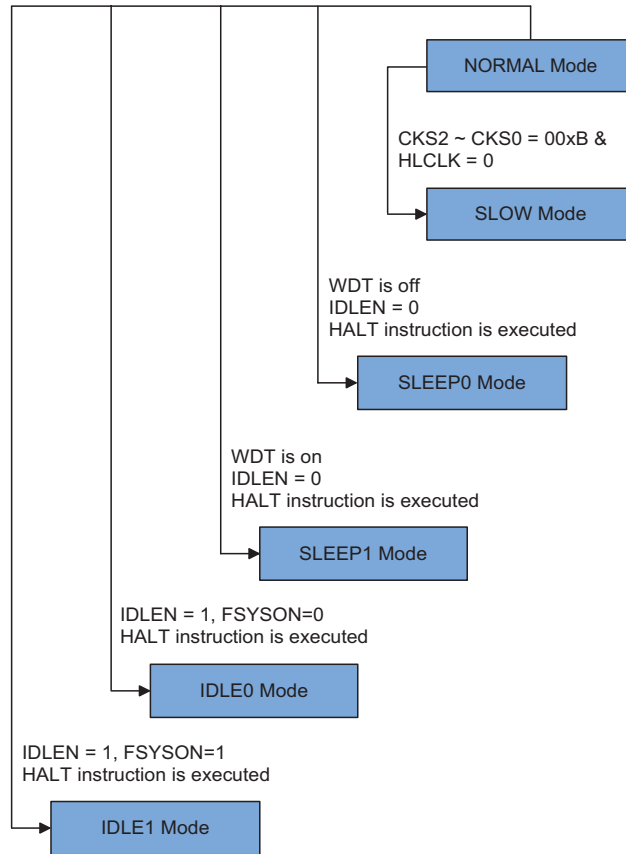 NORMAL Mode
CKS2 ~ CKS0 = 00xB &
HLCLK = 0
SLOW Mode
WDT is off
IDLEN = 0
HALT instruction is executed
SLEEP0 Mode
WDT is on
IDLEN = 0
HALT instruction is executed
SLEEP1 Mode
IDLEN = 1, FSYSON=0
HALT instruction is executed
IDLE0 Mode
IDLEN = 1, FSYSON=1
HALT instruction is executed
IDLE1 Mode